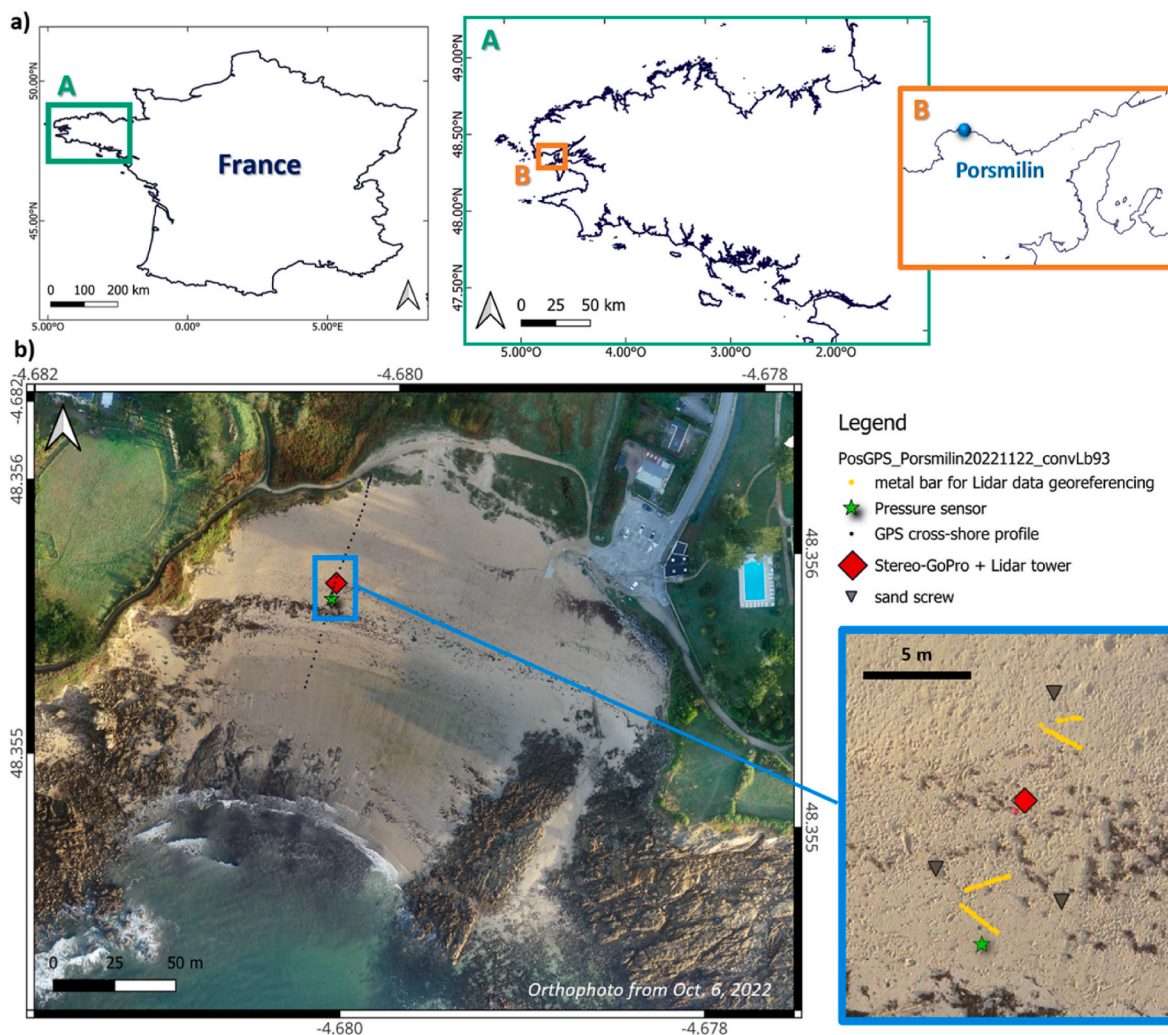 a)
A
50.00°N
45.00°N
France
0 100 200 km
5.00°O 0.00° 5.00°E
A
49.00°N
48.50°N
48.00°N
47.50°N
B
0 25 50 km
5.00°O 4.00°O 3.00°O 2.00°O
B
Porsmilin
b)
-4.682 -4.680 -4.678
-4.682
48.356
48.355
48.356
48.355
0 25 50 m
Orthophoto from Oct. 6, 2022
-4.680 -4.678
Legend
PosGPS_Porsmilin20221122_convLb93
metal bar for Lidar data georeferencing
Pressure sensor
GPS cross-shore profile
Stereo-GoPro + Lidar tower
sand screw
5 m